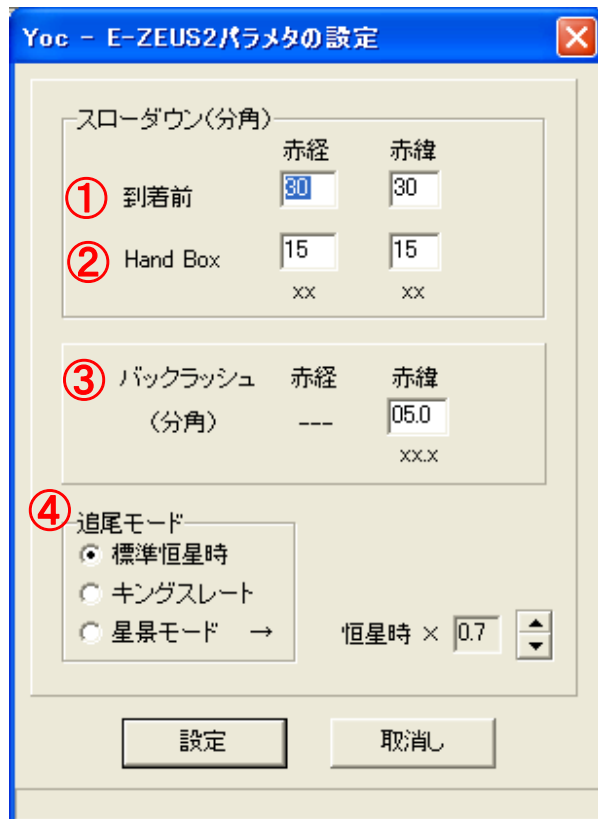 Yoc - E-ZEUS2パラメタの設定
スローダウン(分角)
赤経 赤緯
① 到着前 30 30
② Hand Box 15 15
xx xx
③ バックラッシュ 赤経 赤緯
(分角) --- 05.0
xx.x
④
追尾モード
標準恒星時
キングスレート
星景モード → 恒星時 × 0.7
設定 取消し